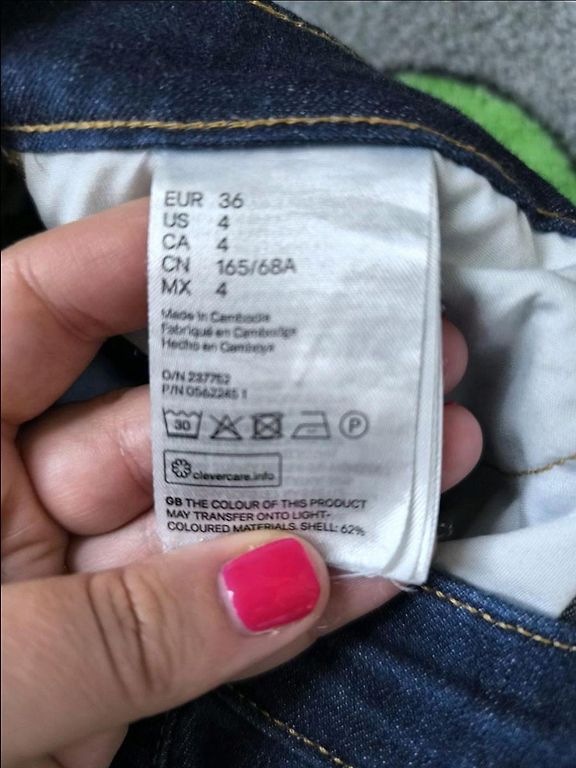 EUR 36
US 4
CA 4
CN 165/68A
MX 4
Made in Cambodia
Fabriqué en Cambodge
Hecho en Camboya
O/N 237752
P/N 0562245 1
30
P
clevercare.info
GB THE COLOUR OF THIS PRODUCT
MAY TRANSFER ONTO LIGHT-
COLOURED MATERIALS. SHELL: 62%